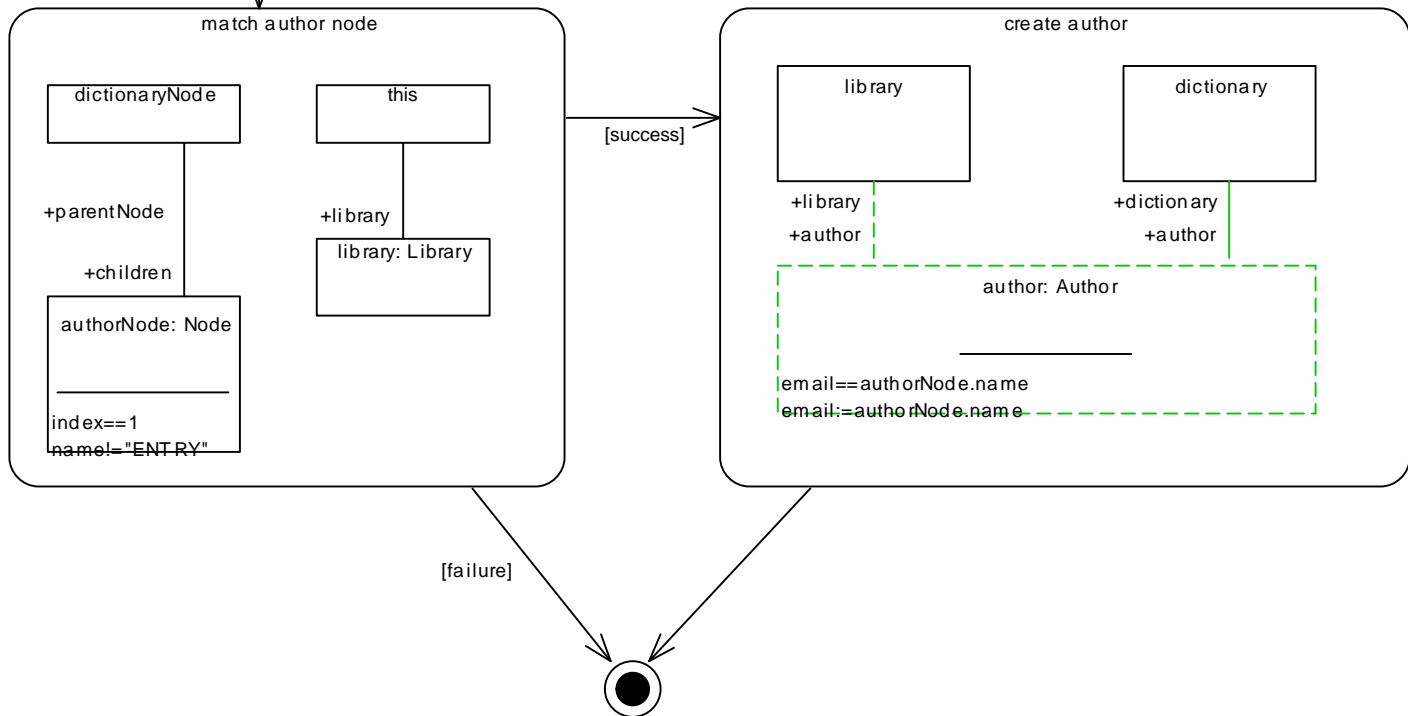 match author node
dictionaryNode
this
+parentNode
+library
+children
library: Library
authorNode: Node
index==1
name!="ENTRY"
[success]
create author
library
dictionary
+library
+dictionary
+author
+author
author: Author
email==authorNode.name
email:=authorNode.name
[failure]